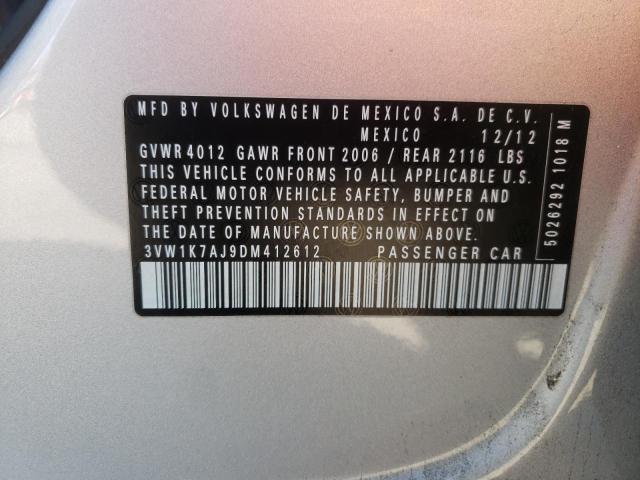 MFD BY VOLKSWAGEN DE MEXICO S.A. DE C.V.
MEXICO 12/12
GVWR 4012 GAWR FRONT 2006 / REAR 2116 LBS
THIS VEHICLE CONFORMS TO ALL APPLICABLE U.S.
FEDERAL MOTOR VEHICLE SAFETY, BUMPER AND
THEFT PREVENTION STANDARDS IN EFFECT ON
THE DATE OF MANUFACTURE SHOWN ABOVE.
3VW1K7AJ9DM412612 PASSENGER CAR
5026292 1018 M